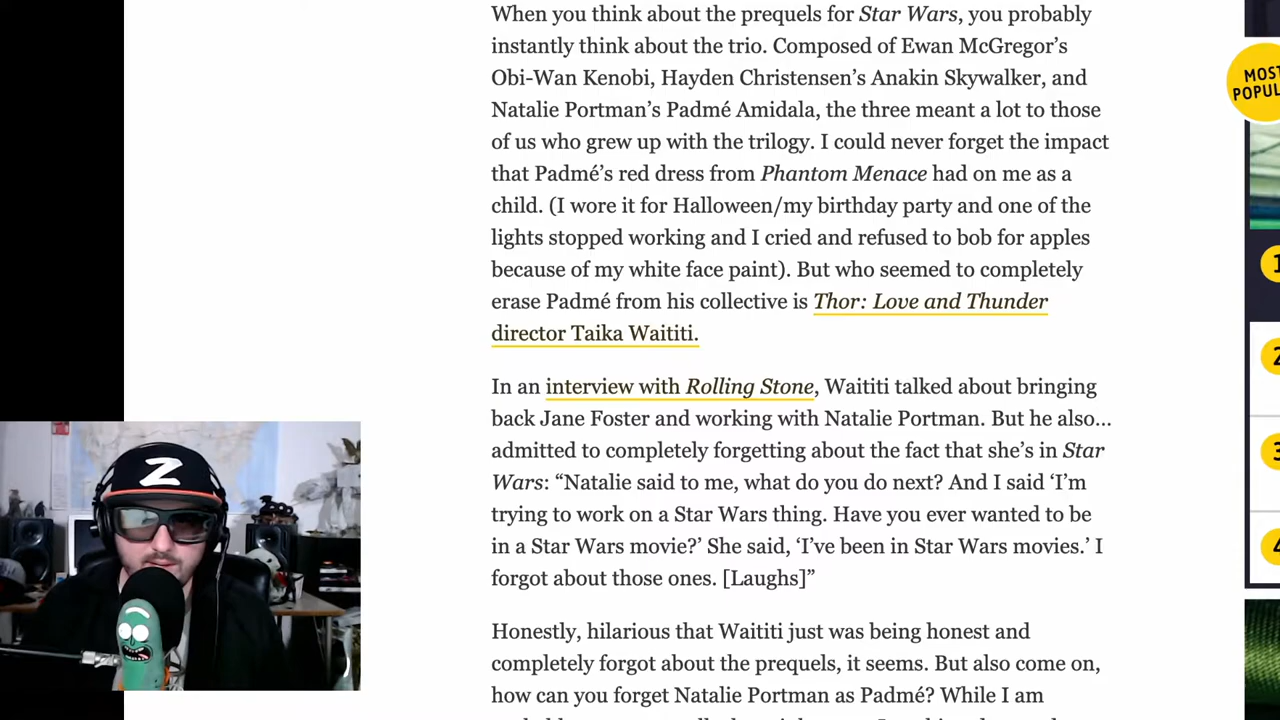 When you think about the prequels for Star Wars, you probably
instantly think about the trio. Composed of Ewan McGregor’s
Obi-Wan Kenobi, Hayden Christensen’s Anakin Skywalker, and
Natalie Portman’s Padmé Amidala, the three meant a lot to those
of us who grew up with the trilogy. I could never forget the impact
that Padmé’s red dress from Phantom Menace had on me as a
child. (I wore it for Halloween/my birthday party and one of the
lights stopped working and I cried and refused to bob for apples
because of my white face paint). But who seemed to completely
erase Padmé from his collective is Thor: Love and Thunder
director Taika Waititi.
In an interview with Rolling Stone, Waititi talked about bringing
back Jane Foster and working with Natalie Portman. But he also…
admitted to completely forgetting about the fact that she’s in Star
Wars: “Natalie said to me, what do you do next? And I said ‘I’m
trying to work on a Star Wars thing. Have you ever wanted to be
in a Star Wars movie?’ She said, ‘I’ve been in Star Wars movies.’ I
forgot about those ones. [Laughs]”
Honestly, hilarious that Waititi just was being honest and
completely forgot about the prequels, it seems. But also come on,
how can you forget Natalie Portman as Padmé? While I am
MOST
POPUL
1
2
3
4
Z